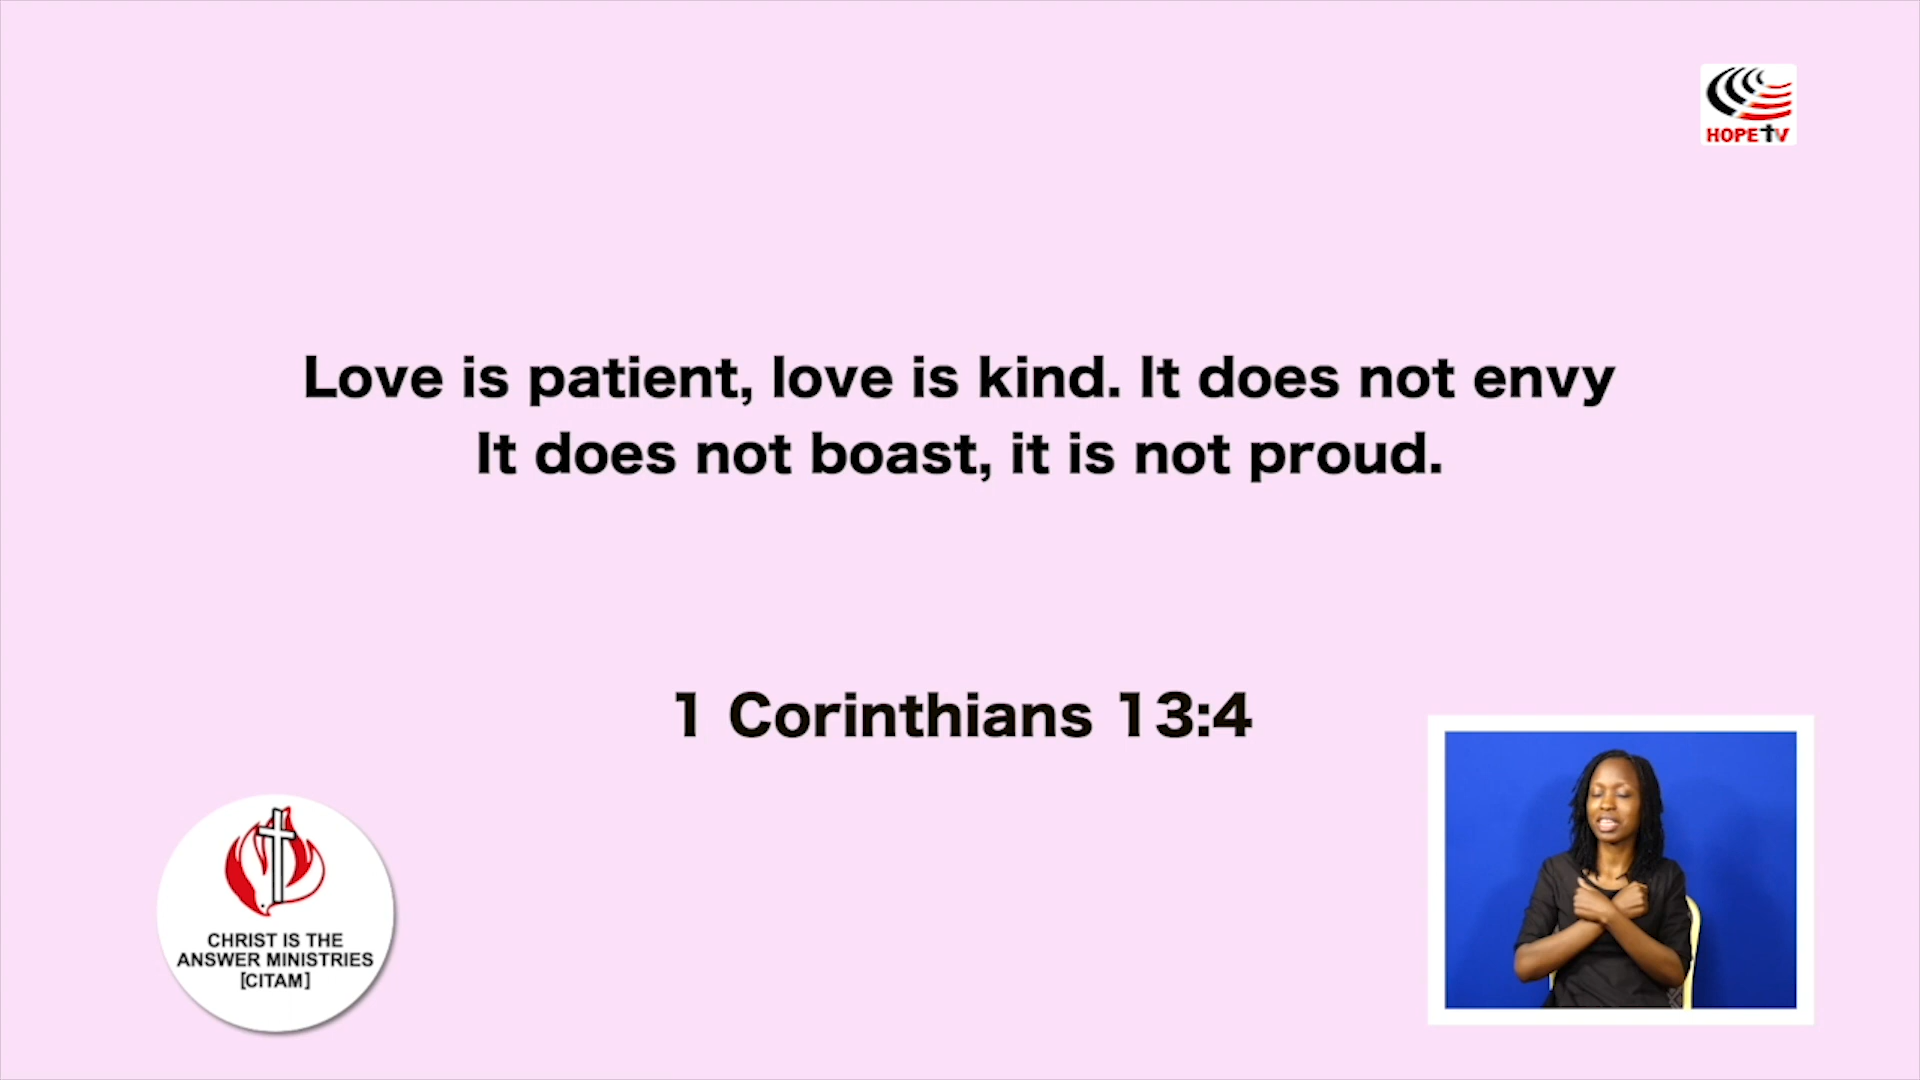 HOPE TV
Love is patient, love is kind. It does not envy
It does not boast, it is not proud.
1 Corinthians 13:4
CHRIST IS THE
ANSWER MINISTRIES
[CITAM]